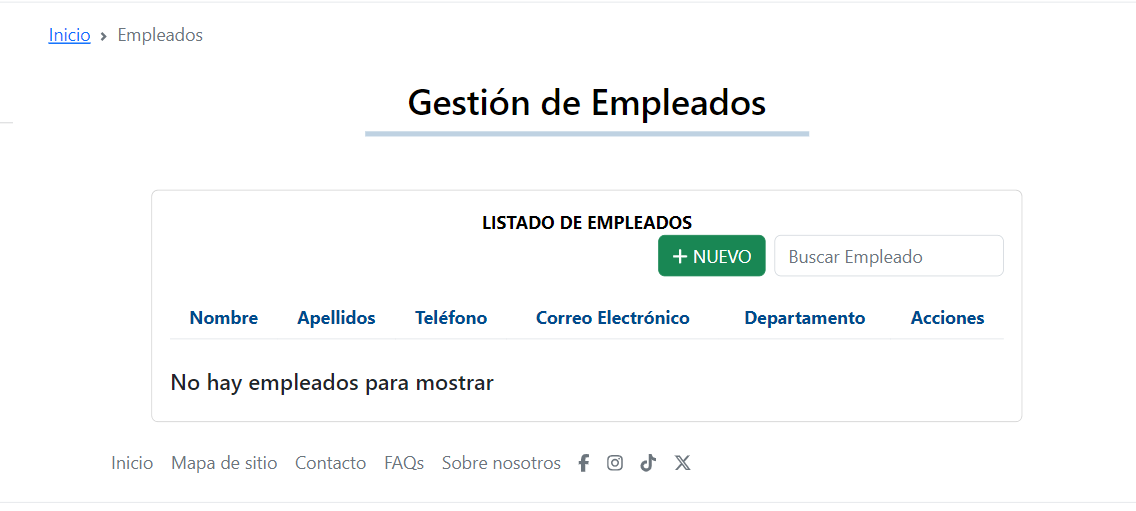 Inicio › Empleados
Gestión de Empleados
LISTADO DE EMPLEADOS
+ NUEVO Buscar Empleado
Nombre Apellidos Teléfono Correo Electrónico Departamento Acciones
No hay empleados para mostrar
Inicio Mapa de sitio Contacto FAQs Sobre nosotros